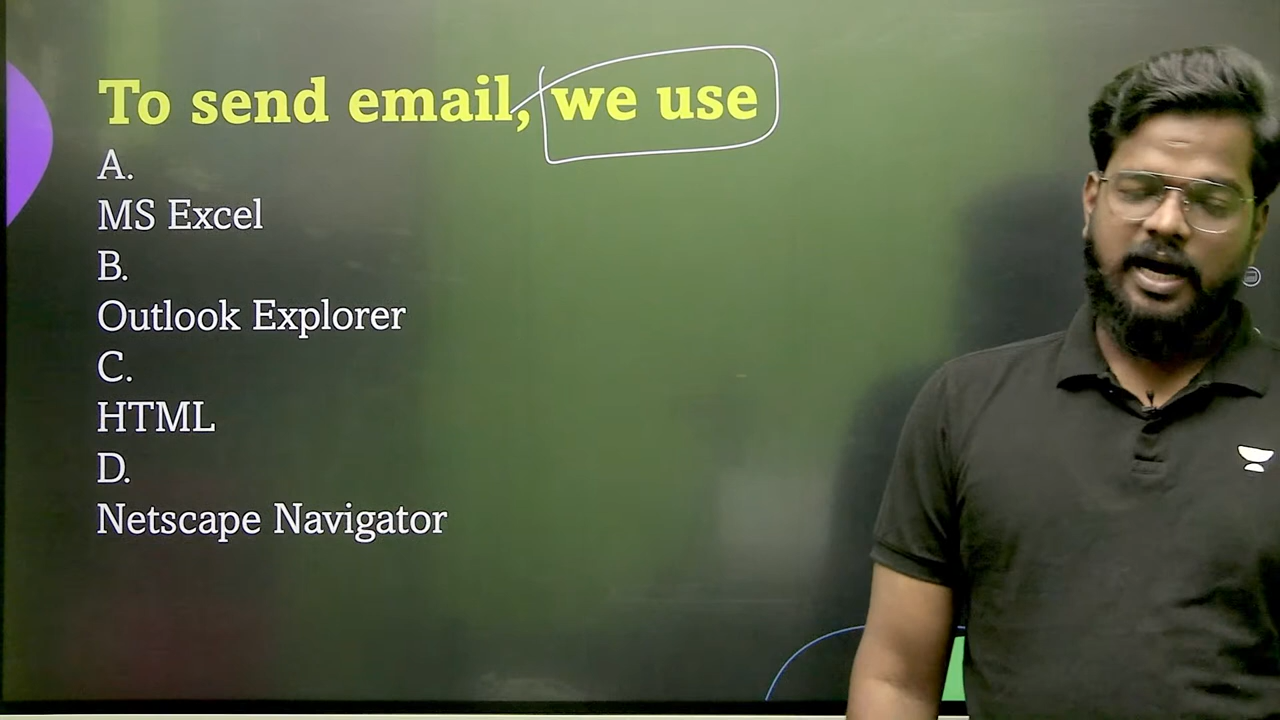 To send email, we use
A.
MS Excel
B.
Outlook Explorer
C.
HTML
D.
Netscape Navigator